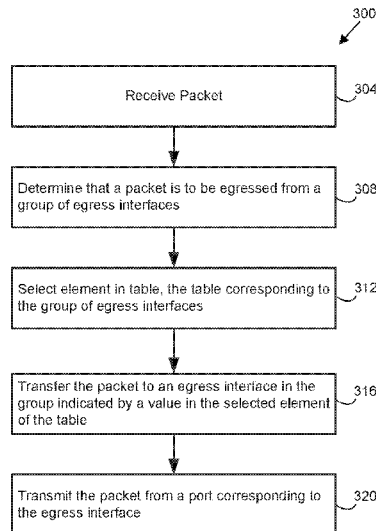 300
Receive Packet
304
Determine that a packet is to be egressed from a
group of egress interfaces
308
Select element in table, the table corresponding to
the group of egress interfaces
312
Transfer the packet to an egress interface in the
group indicated by a value in the selected element
of the table
316
Transmit the packet from a port corresponding to
the egress interface
320